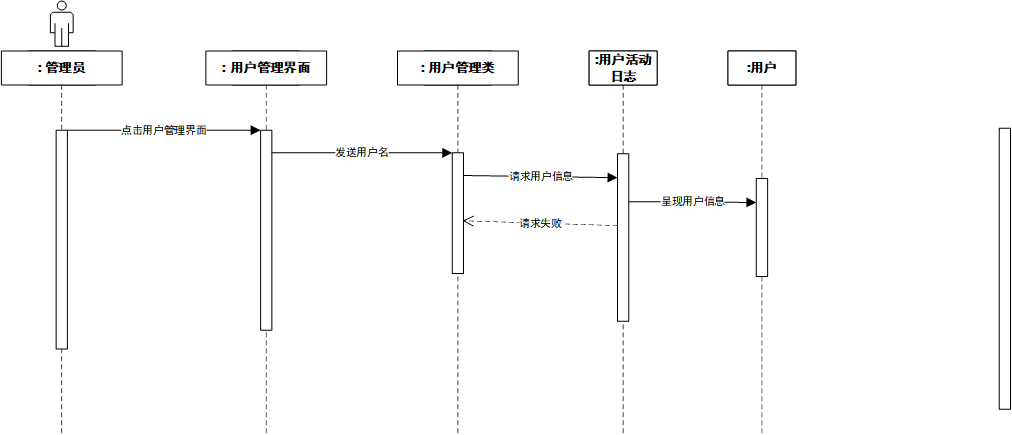 : 管理员
: 用户管理界面
: 用户管理类
:用户活动
日志
:用户
点击用户管理界面
发送用户名
请求用户信息
呈现用户信息
请求失败